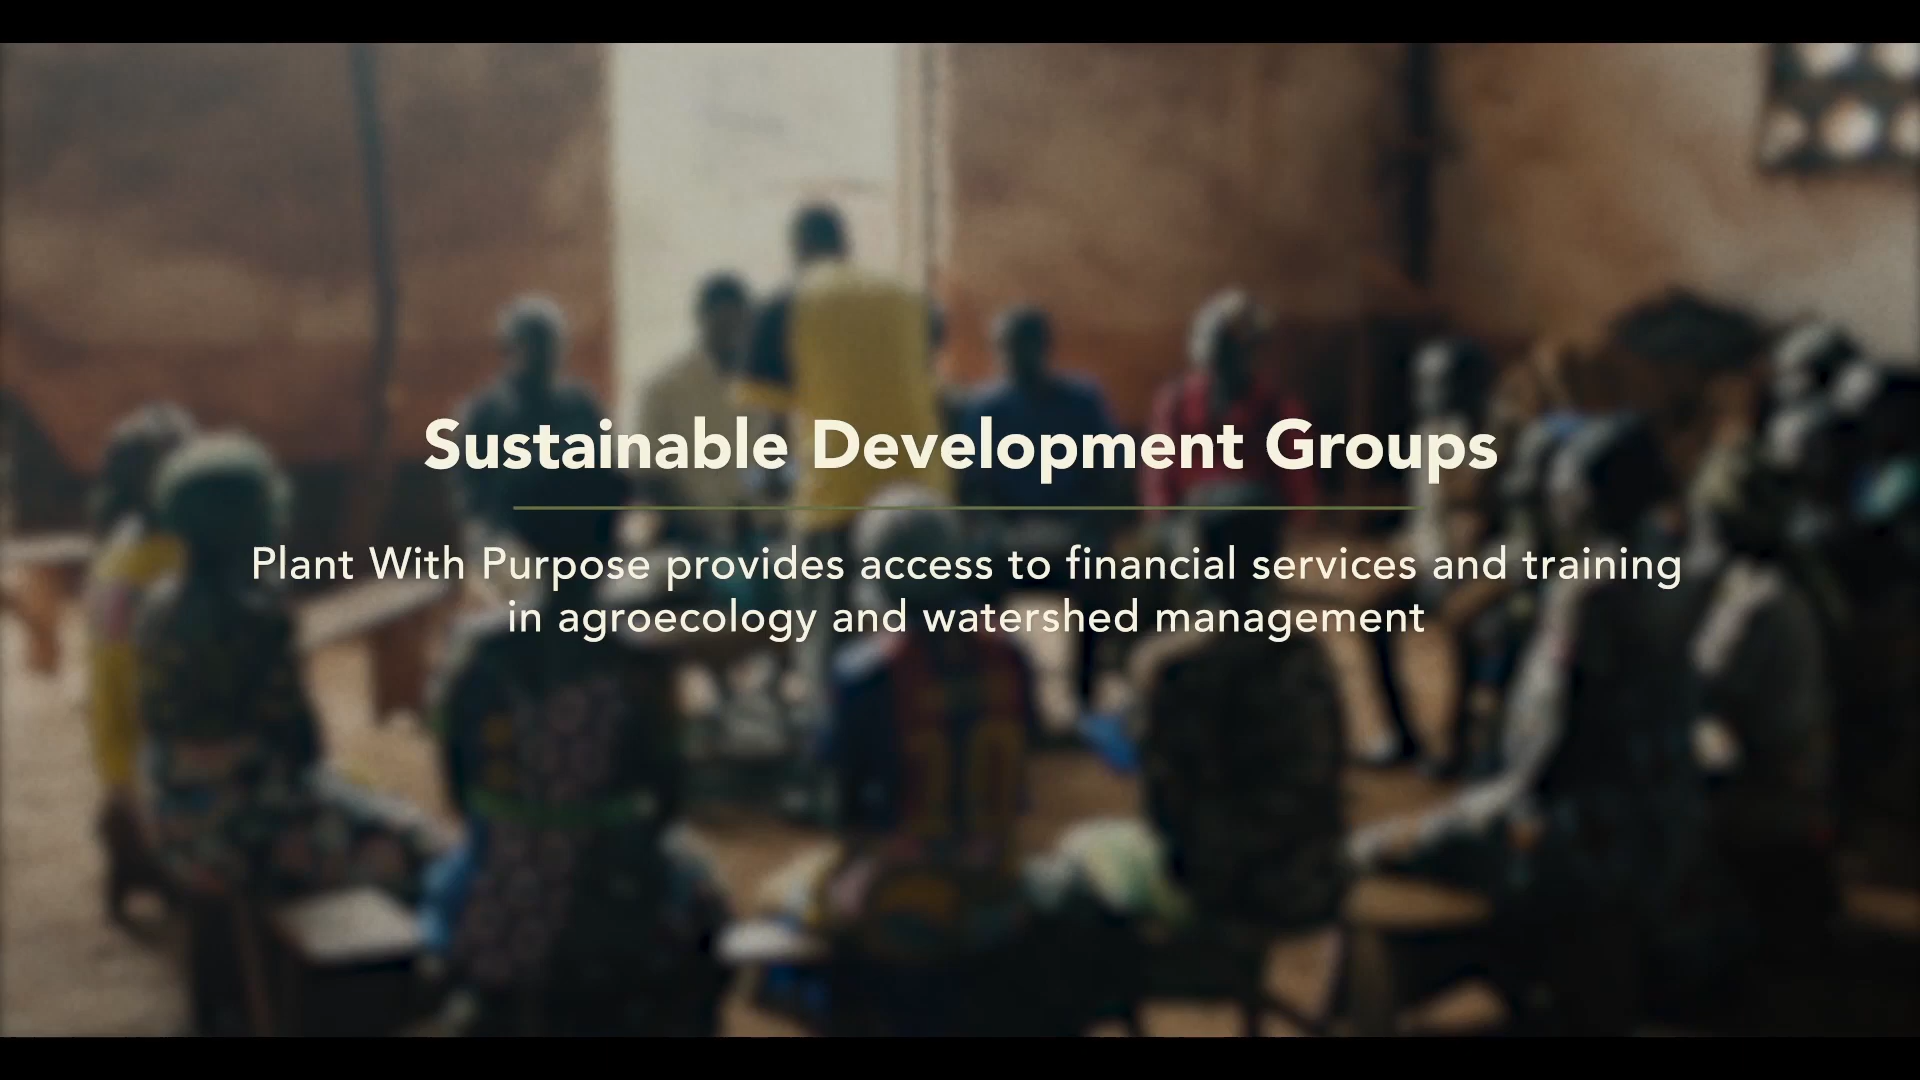 Sustainable Development Groups
Plant With Purpose provides access to financial services and training
in agroecology and watershed management